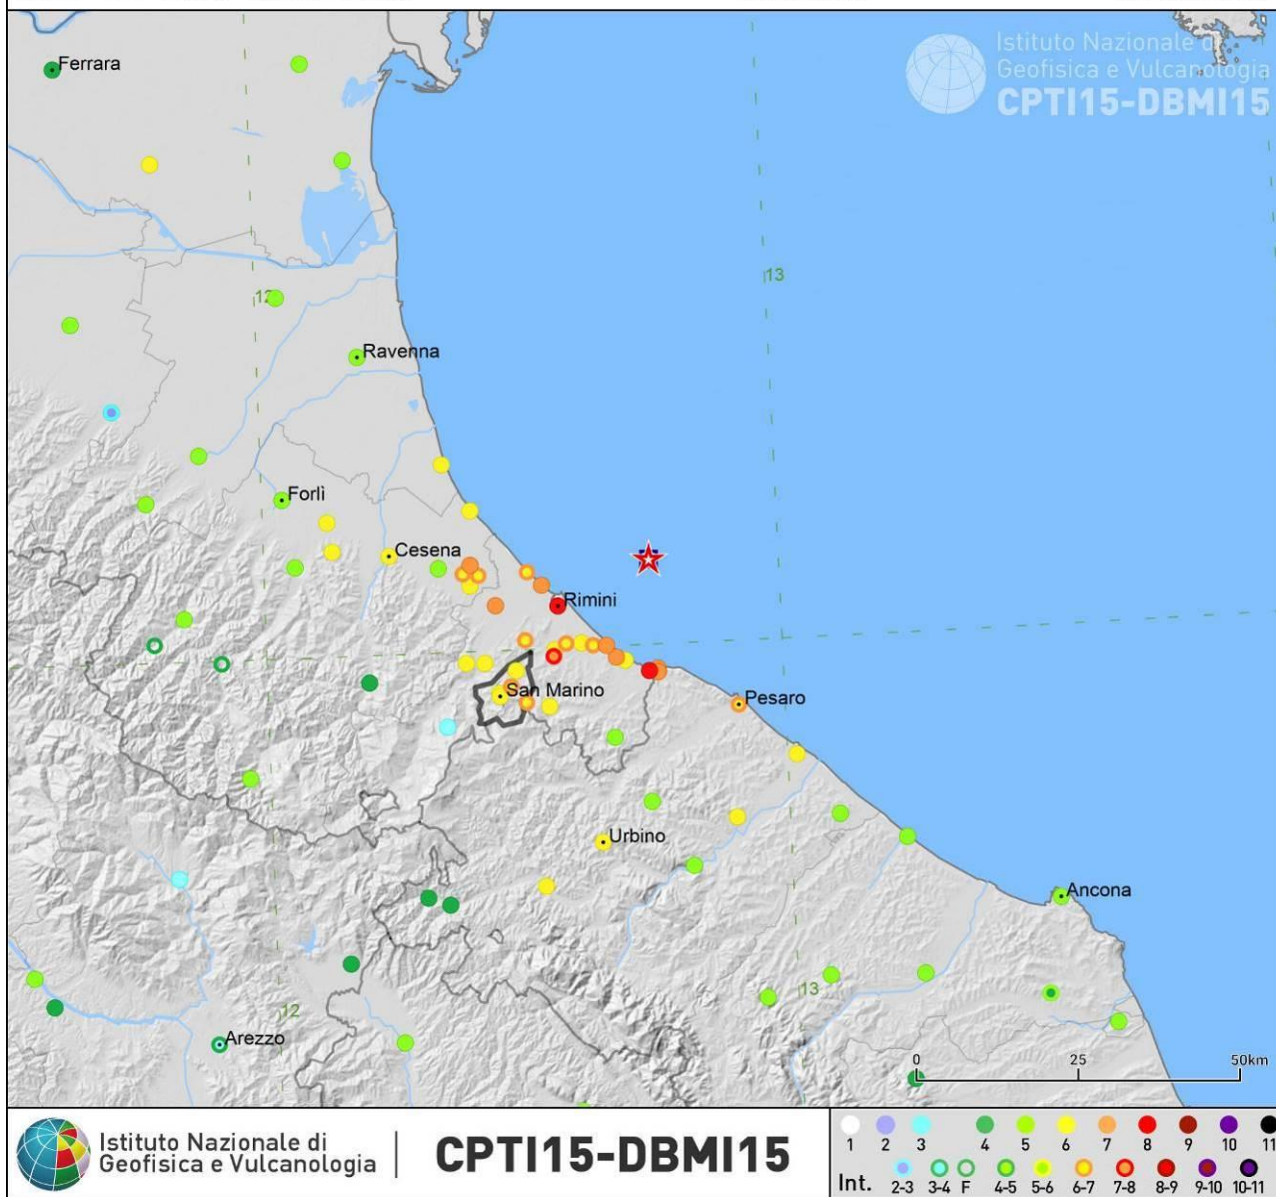 Ferrara
Istituto Nazionale di
Geofisica e Vulcanologia
CPTI15-DBMI15
13
12
Ravenna
Forlì
Cesena
Rimini
San Marino
Pesaro
Urbino
Ancona
13
12
Arezzo
0 25 50km
Istituto Nazionale di
Geofisica e Vulcanologia
CPTI15-DBMI15
1 2 3 4 5 6 7 8 9 10 11
Int. 2-3 3-4 F 4-5 5-6 6-7 7-8 8-9 9-10 10-11